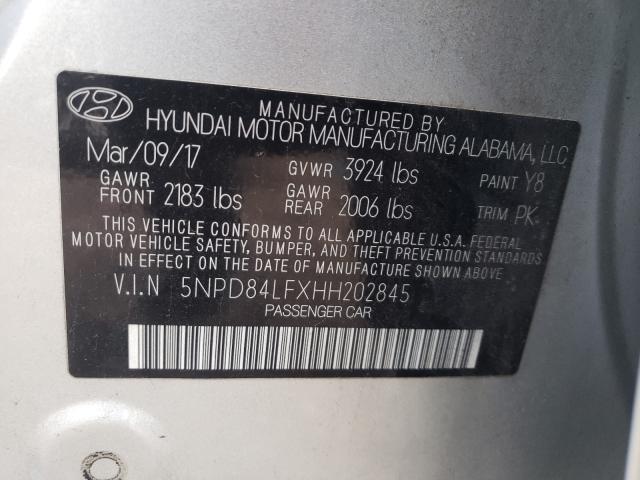 MANUFACTURED BY
HYUNDAI MOTOR MANUFACTURING ALABAMA, LLC
Mar/09/17 GVWR 3924 lbs PAINT Y8
GAWR FRONT 2183 lbs GAWR REAR 2006 lbs TRIM PK
THIS VEHICLE CONFORMS TO ALL APPLICABLE U.S.A. FEDERAL
MOTOR VEHICLE SAFETY, BUMPER, AND THEFT PREVENTION STANDARDS
IN EFFECT ON THE DATE OF MANUFACTURE SHOWN ABOVE.
V.I.N 5NPD84LFXHH202845
PASSENGER CAR